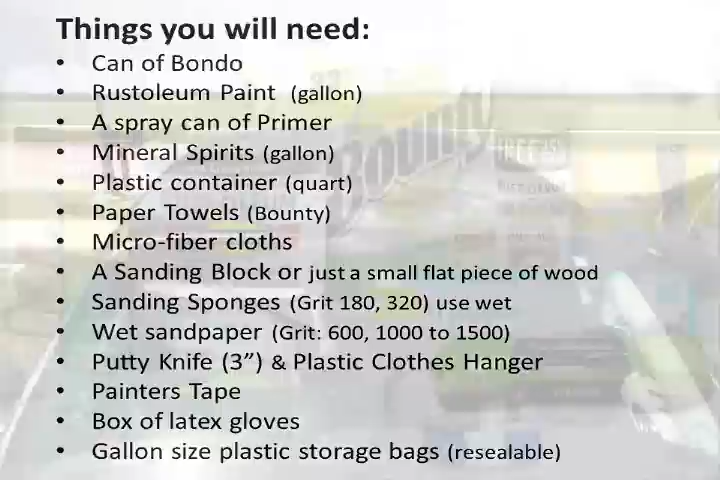 Things you will need:
• Can of Bondo
• Rustoleum Paint (gallon)
• A spray can of Primer
• Mineral Spirits (gallon)
• Plastic container (quart)
• Paper Towels (Bounty)
• Micro-fiber cloths
• A Sanding Block or just a small flat piece of wood
• Sanding Sponges (Grit 180, 320) use wet
• Wet sandpaper (Grit: 600, 1000 to 1500)
• Putty Knife (3”) & Plastic Clothes Hanger
• Painters Tape
• Box of latex gloves
• Gallon size plastic storage bags (resealable)